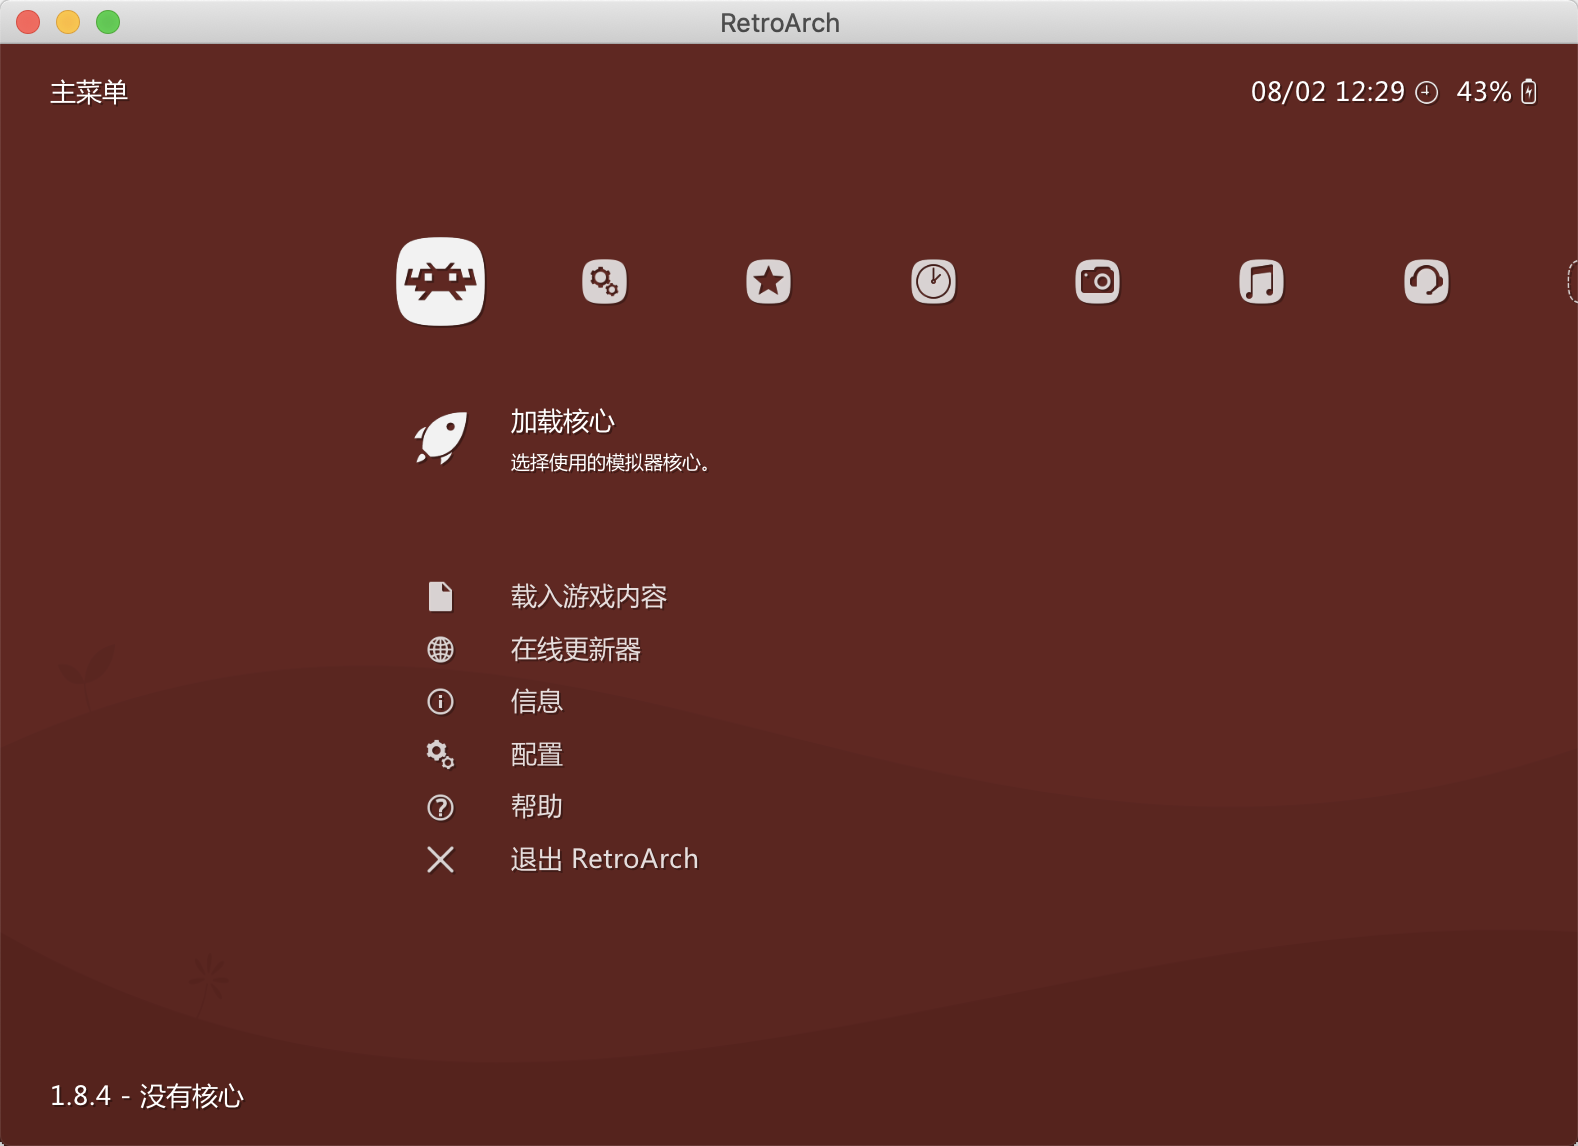 RetroArch
主菜单
08/02 12:29 43%
加载核心
选择使用的模拟器核心。
载入游戏内容
在线更新器
信息
配置
帮助
退出 RetroArch
1.8.4 - 没有核心